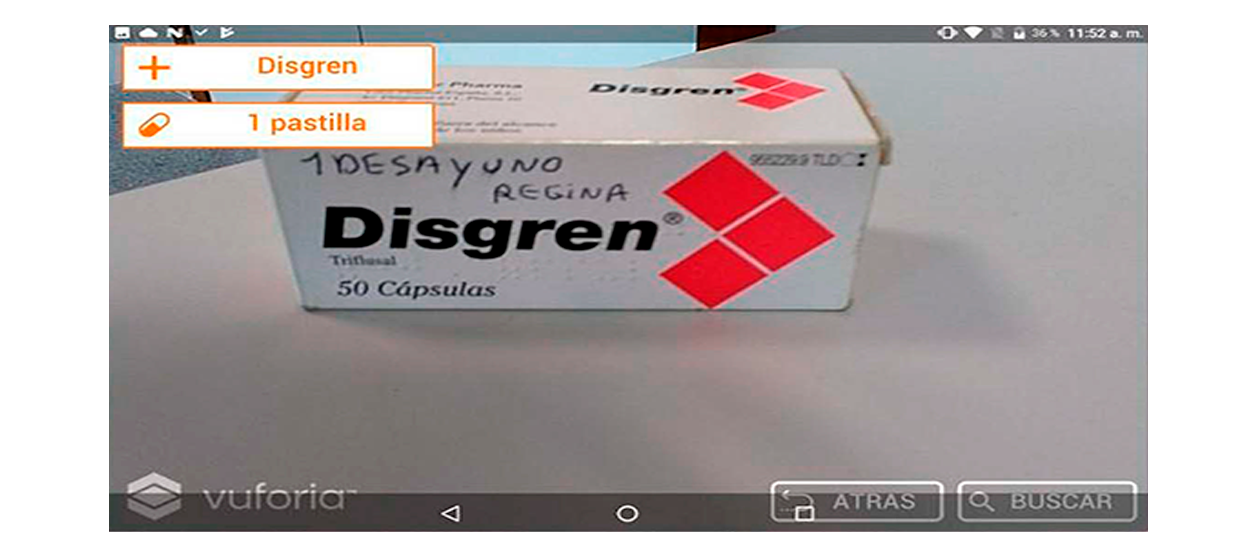 36% 11:52 a. m.
Disgren
1 pastilla
Pharma
Disgren
1 DESAYUNO
REGINA
Disgren®
Triflusal
50 Cápsulas
vuforia
ATRAS
BUSCAR